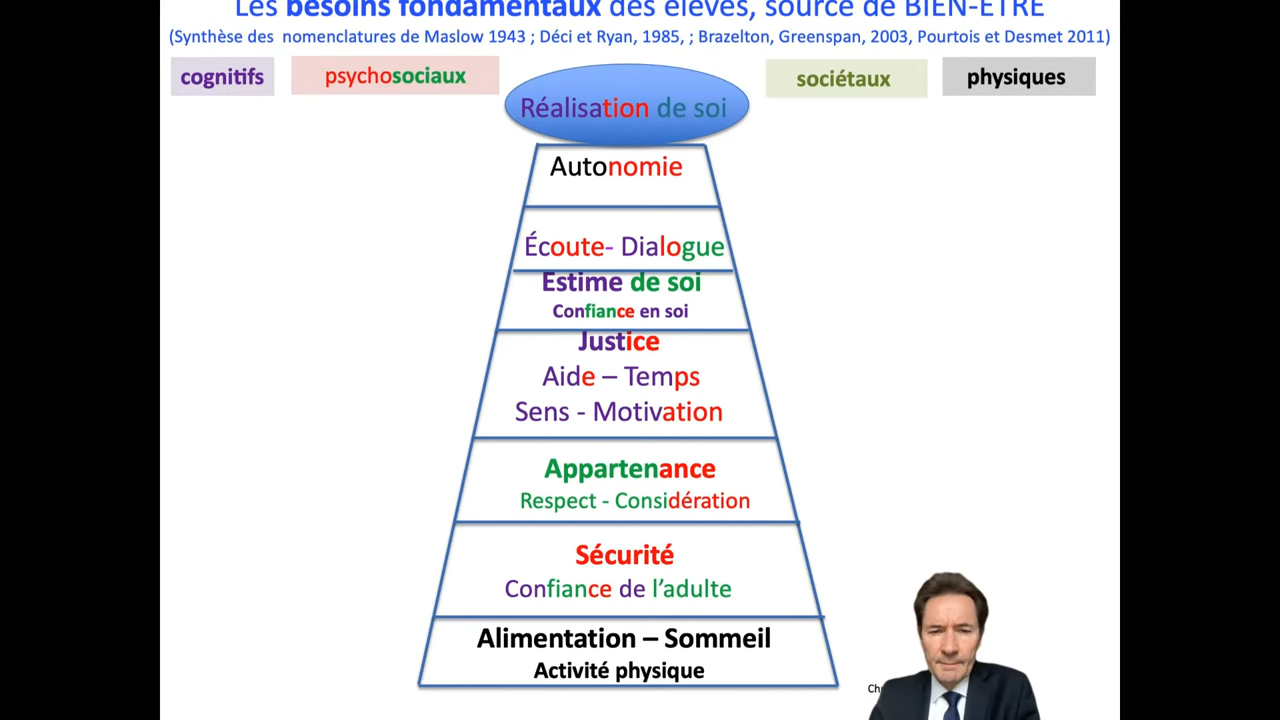 Les besoins fondamentaux des élèves, source de BIEN-ÊTRE
(Synthèse des nomenclatures de Maslow 1943 ; Déci et Ryan, 1985, ; Brazelton, Greenspan, 2003, Pourtois et Desmet 2011)
cognitifs psychosociaux sociétaux physiques
Réalisation de soi
Autonomie
Écoute- Dialogue
Estime de soi
Confiance en soi
Justice
Aide – Temps
Sens - Motivation
Appartenance
Respect - Considération
Sécurité
Confiance de l'adulte
Alimentation – Sommeil
Activité physique